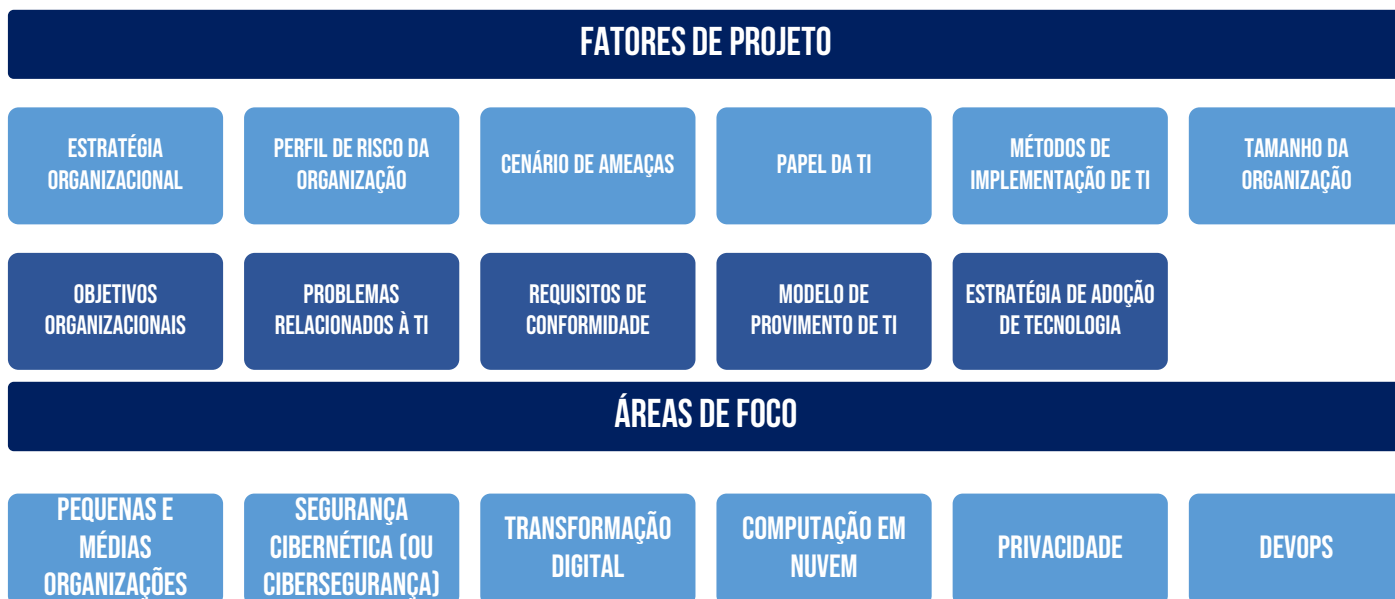 FATORES DE PROJETO
ESTRATÉGIA
ORGANIZACIONAL
PERFIL DE RISCO DA
ORGANIZAÇÃO
CENÁRIO DE AMEAÇAS
PAPEL DA TI
MÉTODOS DE
IMPLEMENTAÇÃO DE TI
TAMANHO DA
ORGANIZAÇÃO
OBJETIVOS
ORGANIZACIONAIS
PROBLEMAS
RELACIONADOS À TI
REQUISITOS DE
CONFORMIDADE
MODELO DE
PROVIMENTO DE TI
ESTRATÉGIA DE ADOÇÃO
DE TECNOLOGIA
ÁREAS DE FOCO
PEQUENAS E
MÉDIAS
ORGANIZAÇÕES
SEGURANÇA
CIBERNÉTICA (OU
CIBERSEGURANÇA)
TRANSFORMAÇÃO
DIGITAL
COMPUTAÇÃO EM
NUVEM
PRIVACIDADE
DEVOPS